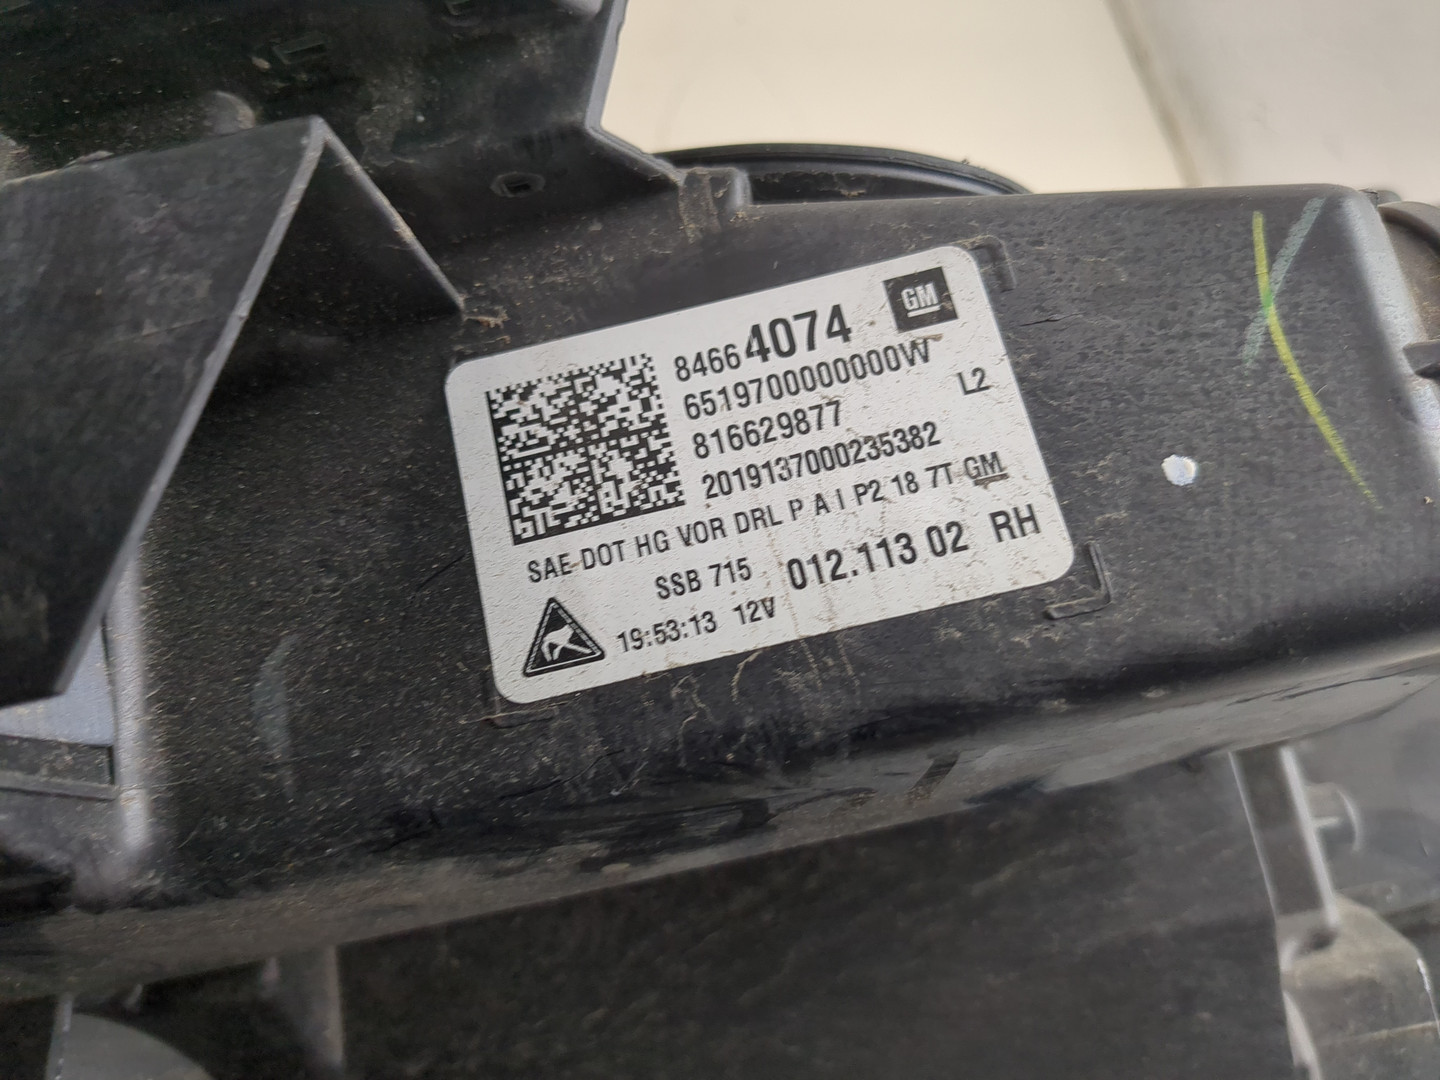 84664074 GM
6519700000000W
816629877 L2
2019137000235382
SAE DOT HG VOR DRL P A I P2 18 7T GM
SSB 715 012.113 02 RH
19:53:13 12V